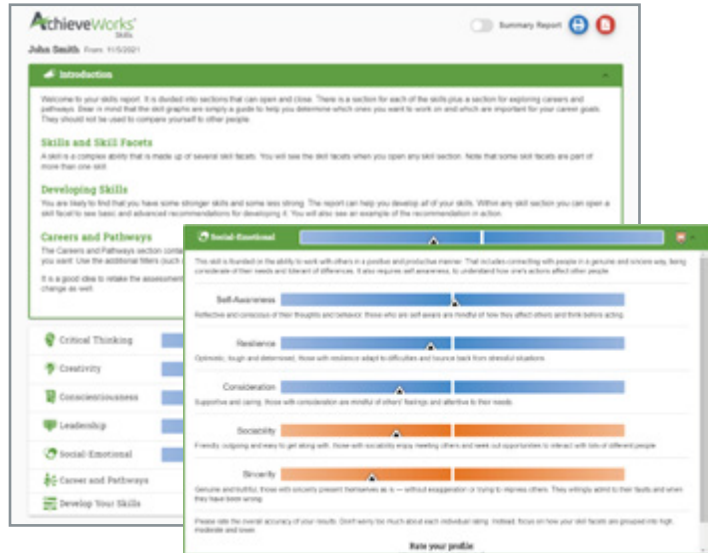 AchieveWorks
Skills
Summary Report
John Smith From 11/5/2021
Introduction
Welcome to your skills report. It is divided into sections that can open and close. There is a section for each of the skills plus a section for exploring careers and
pathways. Bear in mind that the skill graphs are simply a guide to help you determine which ones you want to work on and which are important for your career goals.
They should not be used to compare yourself to other people.
Skills and Skill Facets
A skill is a complex ability that is made up of several skill facets. You will see the skill facets when you open any skill section. Note that some skill facets are part of
more than one skill.
Developing Skills
You are likely to find that you have some stronger skills and some less strong. The report can help you develop all of your skills. Within any skill section you can open a
skill facet to see basic and advanced recommendations for developing it. You will also see an example of the recommendation in action.
Careers and Pathways
The Careers and Pathways section
you want. Use the additional filters (such
It is a good idea to retake the assessment
change as well.
Critical Thinking
Creativity
Conscientiousness
Leadership
Social-Emotional
Career and Pathways
Develop Your Skills
Social-Emotional
This skill is founded on the ability to work with others in a positive and productive manner. That includes connecting with people in a genuine and sincere way, being
considerate of their needs and tolerant of differences. It also requires self awareness, to understand how one's actions affect other people.
Self-Awareness
Reflective and conscious of their thoughts and behavior, those who are self-aware are mindful of how they affect others and think before acting.
Resilience
Optimistic, tough and determined, those with resilience adapt to difficulties and bounce back from stressful situations.
Consideration
Supportive and caring, those with consideration are mindful of others' feelings and attentive to their needs.
Sociability
Friendly, outgoing and easy to get along with, those with sociability enjoy meeting others and seek out opportunities to interact with lots of different people.
Sincerity
Genuine and truthful, those with sincerity present themselves as is — without exaggeration or trying to impress others. They willingly admit to their faults and when
they have been wrong.
Please rate the overall accuracy of your results. Don't worry too much about each individual rating. Instead, focus on how your skill facets are grouped into high,
moderate and lower.
Rate your profile